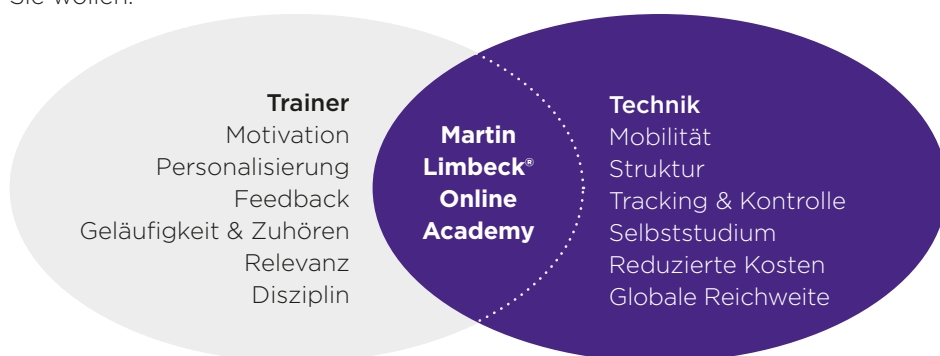 Sie wollen.
Trainer
Motivation
Personalisierung
Feedback
Geläufigkeit & Zuhören
Relevanz
Disziplin
Martin
Limbeck®
Online
Academy
Technik
Mobilität
Struktur
Tracking & Kontrolle
Selbststudium
Reduzierte Kosten
Globale Reichweite